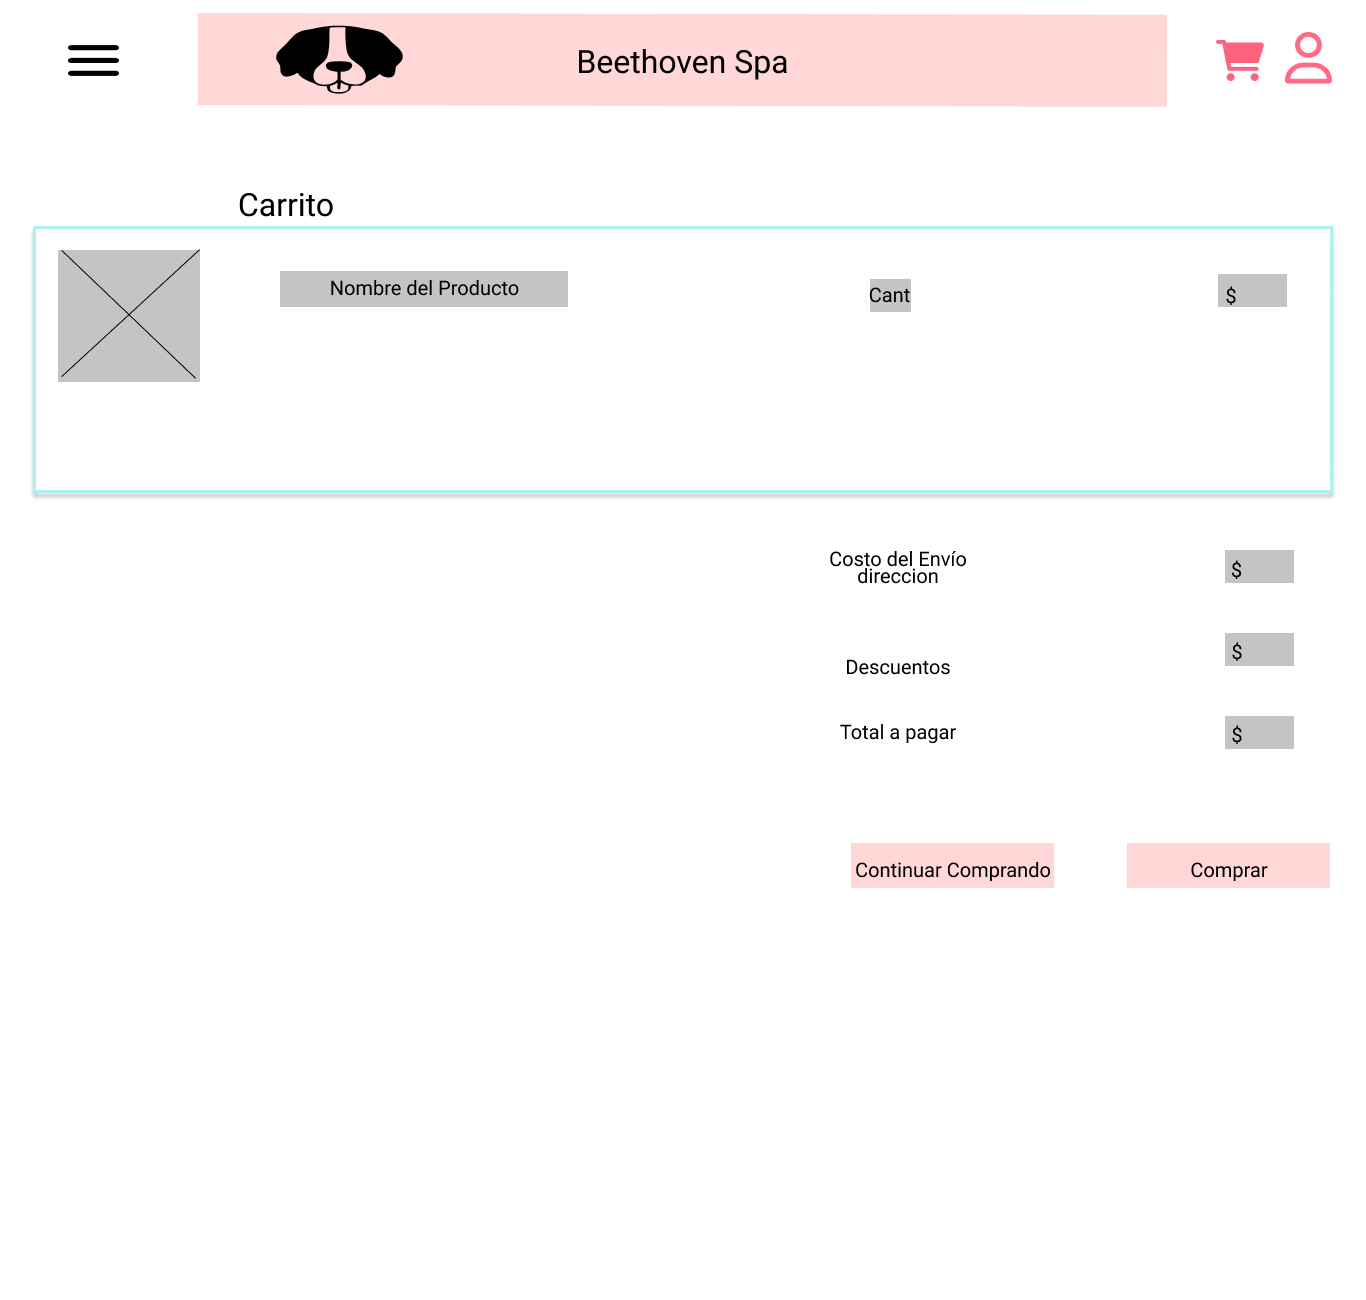 Beethoven Spa
Carrito
Nombre del Producto
Cant
$
Costo del Envío
direccion
$
Descuentos
$
Total a pagar
$
Continuar Comprando
Comprar